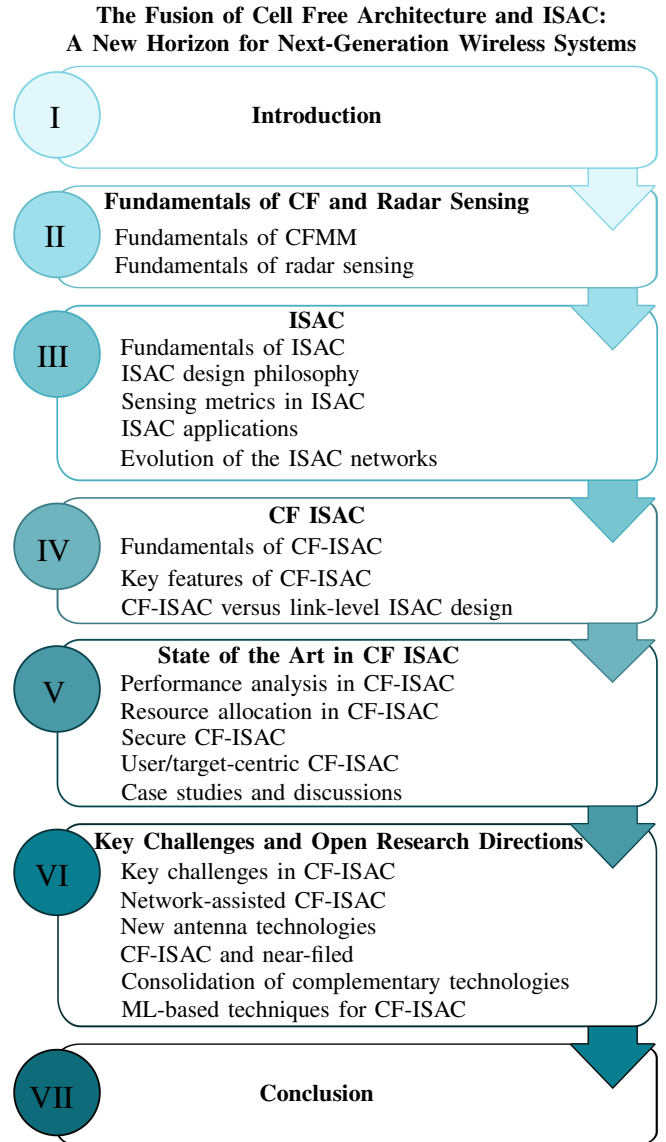 The Fusion of Cell Free Architecture and ISAC:
A New Horizon for Next-Generation Wireless Systems
I
Introduction
II
Fundamentals of CF and Radar Sensing
Fundamentals of CFMM
Fundamentals of radar sensing
III
ISAC
Fundamentals of ISAC
ISAC design philosophy
Sensing metrics in ISAC
ISAC applications
Evolution of the ISAC networks
IV
CF ISAC
Fundamentals of CF-ISAC
Key features of CF-ISAC
CF-ISAC versus link-level ISAC design
V
State of the Art in CF ISAC
Performance analysis in CF-ISAC
Resource allocation in CF-ISAC
Secure CF-ISAC
User/target-centric CF-ISAC
Case studies and discussions
VI
Key Challenges and Open Research Directions
Key challenges in CF-ISAC
Network-assisted CF-ISAC
New antenna technologies
CF-ISAC and near-filed
Consolidation of complementary technologies
ML-based techniques for CF-ISAC
VII
Conclusion